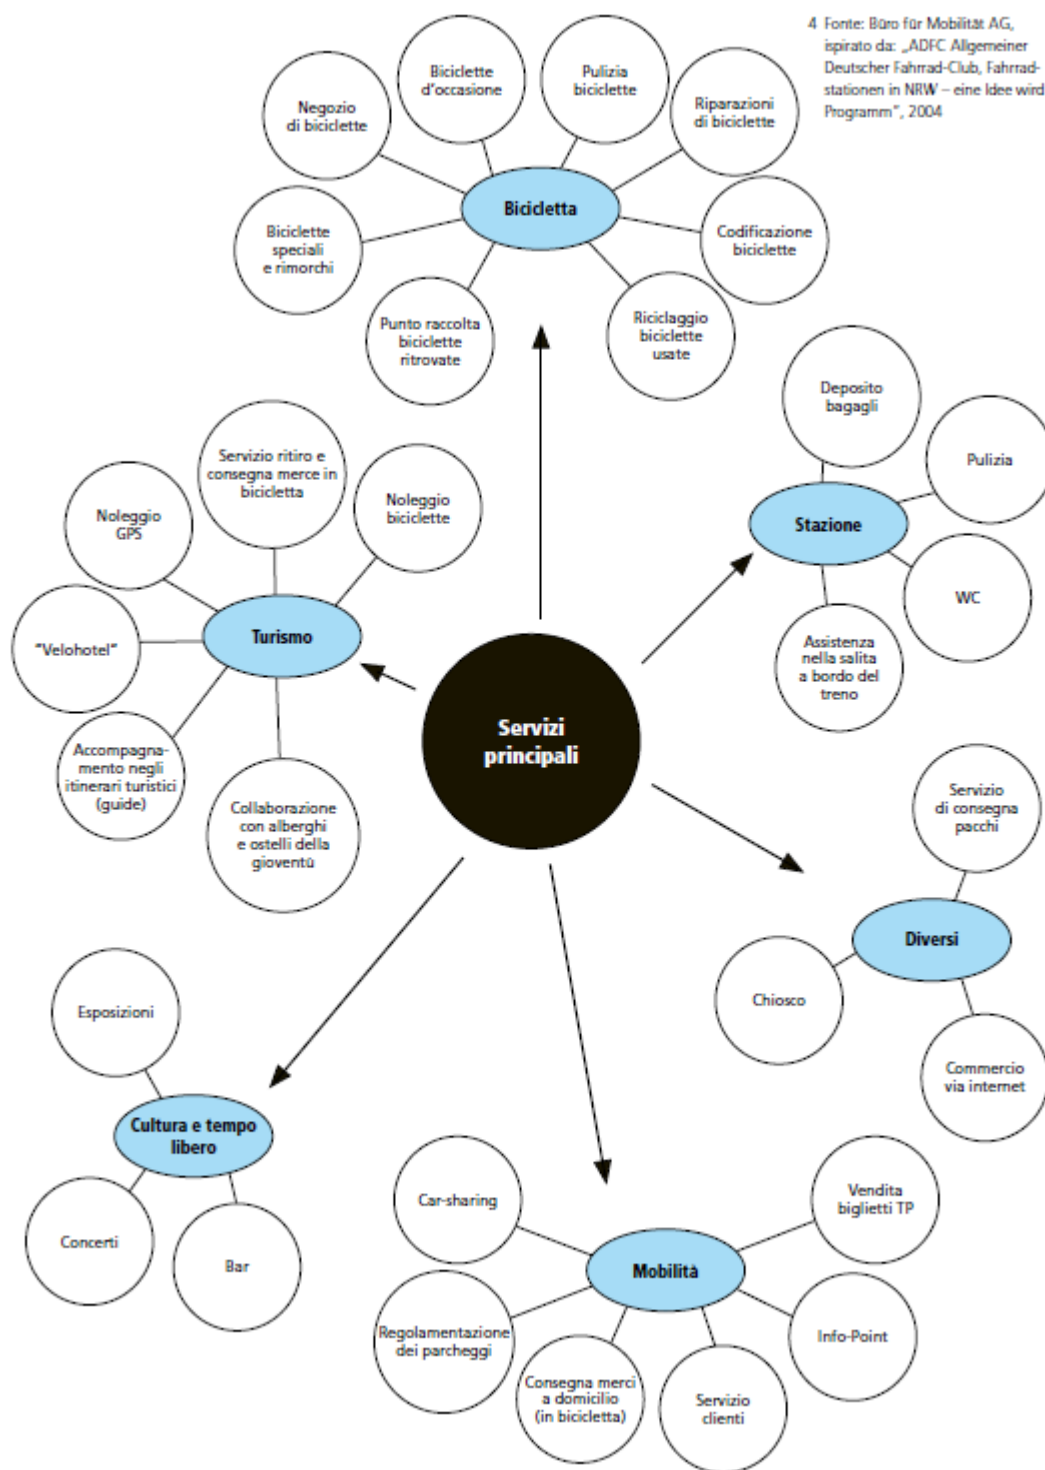 4 Fonte: Büro für Mobilität AG,
ispirato da: „ADFC Allgemeiner
Deutscher Fahrrad-Club, Fahrrad-
stationen in NRW – eine Idee wird
Programm”, 2004
Biciclette
d'occasione
Pulizia
biciclette
Negozio
di biciclette
Riparazioni
di biciclette
Bicicletta
Biciclette
speciali
e rimorchi
Codificazione
biciclette
Punto raccolta
biciclette
ritrovate
Riciclaggio
biciclette
usate
Deposito
bagagli
Pulizia
Stazione
WC
Assistenza
nella salita
a bordo del
treno
Servizio ritiro e
consegna merce in
bicicletta
Noleggio
biciclette
Noleggio
GPS
Turismo
"Velohotel"
Accompagna-
mento negli
itinerari turistici
(guide)
Collaborazione
con alberghi
e ostelli della
gioventù
Servizi
principali
Servizio
di consegna
pacchi
Diversi
Chiosco
Commercio
via internet
Esposizioni
Cultura e tempo
libero
Concerti
Bar
Car-sharing
Vendita
biglietti TP
Mobilità
Regolamentazione
dei parcheggi
Info-Point
Consegna merci
a domicilio
(in bicicletta)
Servizio
clienti